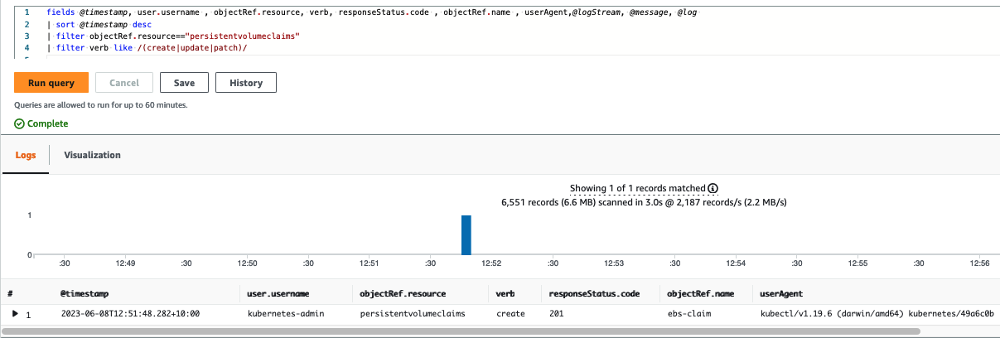 1 fields @timestamp, user.username , objectRef.resource, verb, responseStatus.code , objectRef.name , userAgent,@logStream, @message, @log
2 | sort @timestamp desc
3 | filter objectRef.resource=="persistentvolumeclaims"
4 | filter verb like /(create|update|patch)/
Run query Cancel Save History
Queries are allowed to run for up to 60 minutes.
Complete
Logs Visualization
Showing 1 of 1 records matched
6,551 records (6.6 MB) scanned in 3.0s @ 2,187 records/s (2.2 MB/s)
1
0
:30 12:49 :30 12:50 :30 12:51 :30 12:52 :30 12:53 :30 12:54 :30 12:55 :30 12:56
# @timestamp user.username objectRef.resource verb responseStatus.code objectRef.name userAgent
1 2023-06-08T12:51:48.282+10:00 kubernetes-admin persistentvolumeclaims create 201 ebs-claim kubectl/v1.19.6 (darwin/amd64) kubernetes/49a6c0b